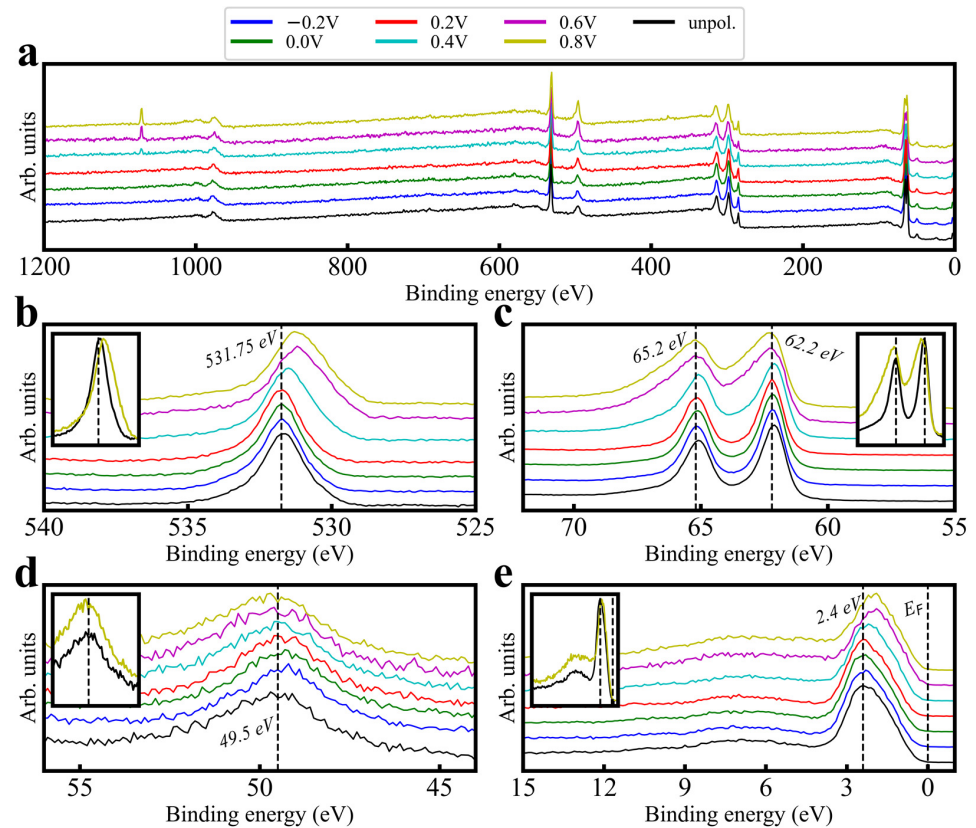 −0.2V 0.2V 0.6V unpol.
0.0V 0.4V 0.8V
a
Arb. units
1200 1000 800 600 400 200 0
Binding energy (eV)
b
531.75 eV
Arb. units
540 535 530 525
Binding energy (eV)
c
65.2 eV
62.2 eV
Arb. units
70 65 60 55
Binding energy (eV)
d
49.5 eV
Arb. units
55 50 45
Binding energy (eV)
e
2.4 eV
EF
Arb. units
15 12 9 6 3 0
Binding energy (eV)